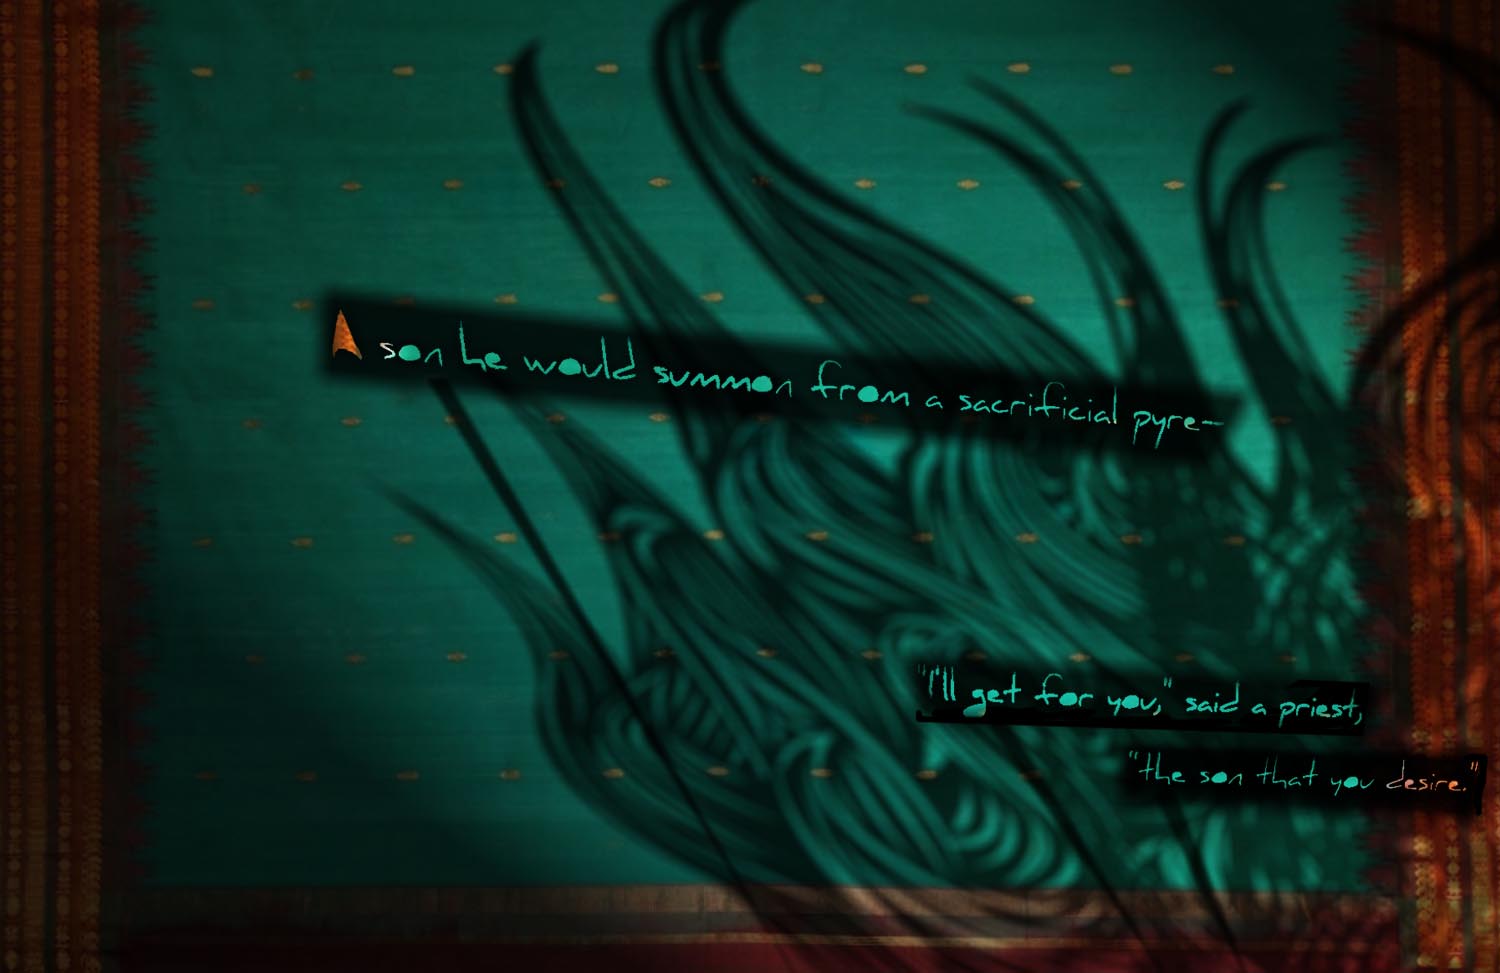 A son he would summon from a sacrificial pyre—
"I'll get for you," said a priest,
"the son that you desire."